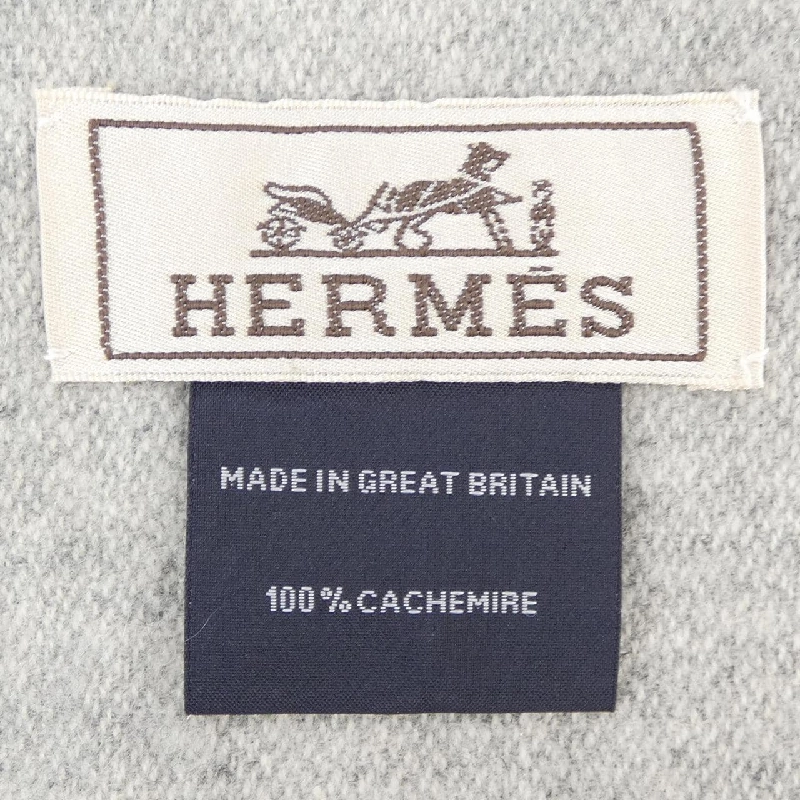 HERMÈS
MADE IN GREAT BRITAIN
100% CACHEMIRE